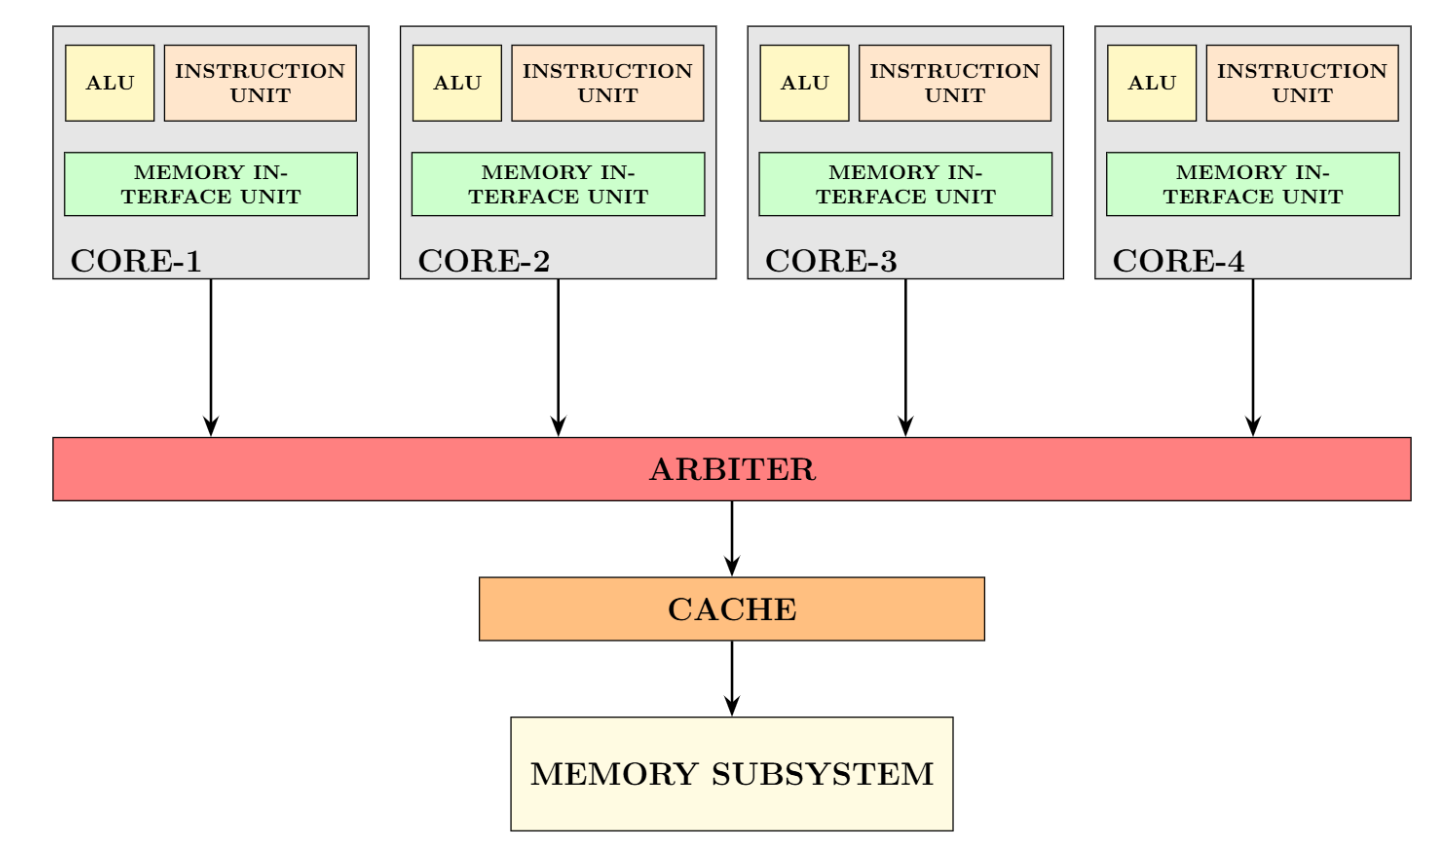 ALU
INSTRUCTION
UNIT
MEMORY IN-
TERFACE UNIT
CORE-1
ALU
INSTRUCTION
UNIT
MEMORY IN-
TERFACE UNIT
CORE-2
ALU
INSTRUCTION
UNIT
MEMORY IN-
TERFACE UNIT
CORE-3
ALU
INSTRUCTION
UNIT
MEMORY IN-
TERFACE UNIT
CORE-4
ARBITER
CACHE
MEMORY SUBSYSTEM